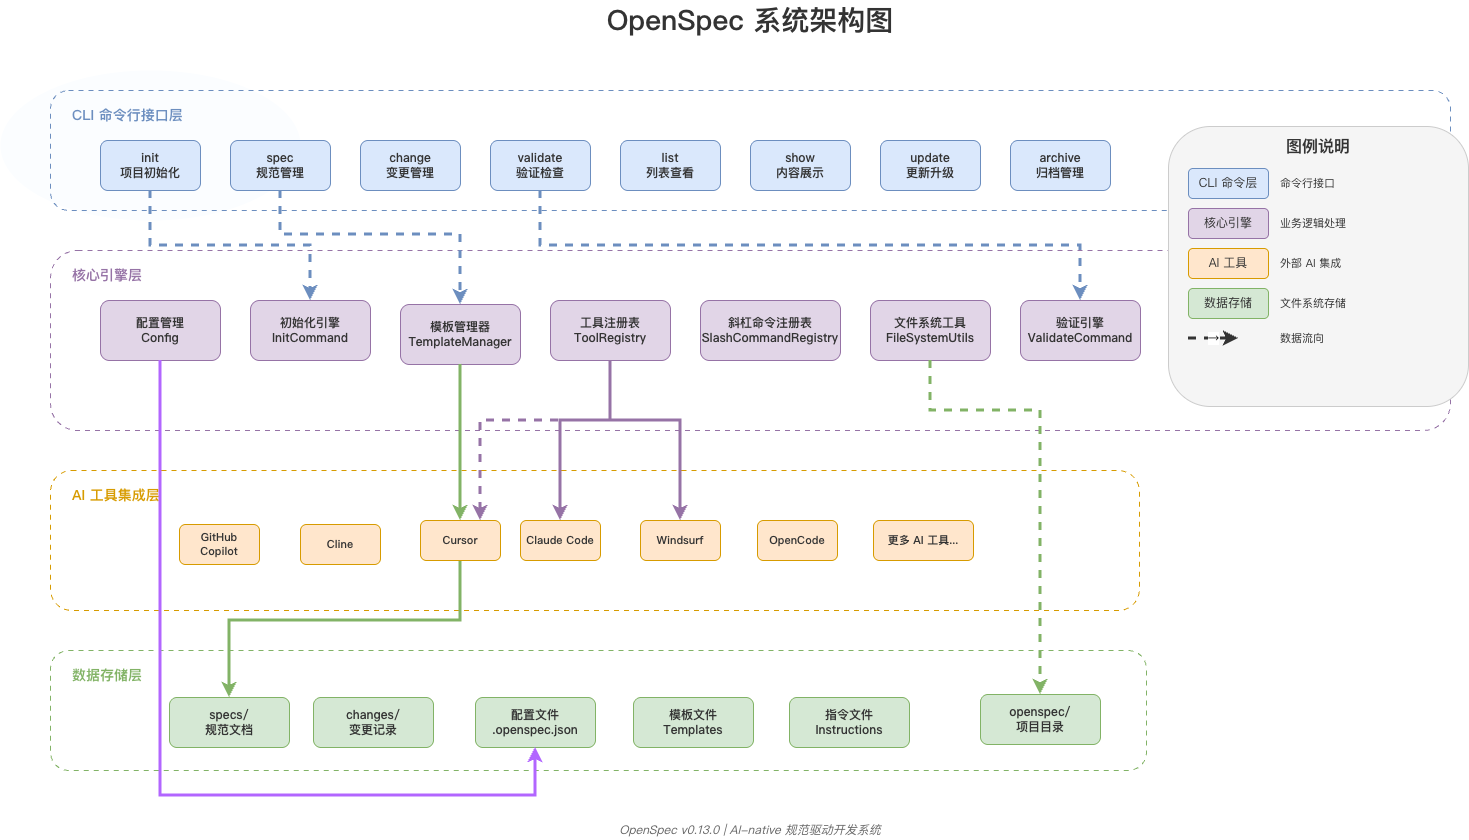 OpenSpec 系统架构图
CLI 命令行接口层
init
项目初始化
spec
规范管理
change
变更管理
validate
验证检查
list
列表查看
show
内容展示
update
更新升级
archive
归档管理
图例说明
CLI 命令层
命令行接口
核心引擎
业务逻辑处理
AI 工具
外部 AI 集成
数据存储
文件系统存储
数据流向
核心引擎层
配置管理
Config
初始化引擎
InitCommand
模板管理器
TemplateManager
工具注册表
ToolRegistry
斜杠命令注册表
SlashCommandRegistry
文件系统工具
FileSystemUtils
验证引擎
ValidateCommand
AI 工具集成层
GitHub
Copilot
Cline
Cursor
Claude Code
Windsurf
OpenCode
更多 AI 工具...
数据存储层
specs/
规范文档
changes/
变更记录
配置文件
.openspec.json
模板文件
Templates
指令文件
Instructions
openspec/
项目目录
OpenSpec v0.13.0 | AI-native 规范驱动开发系统